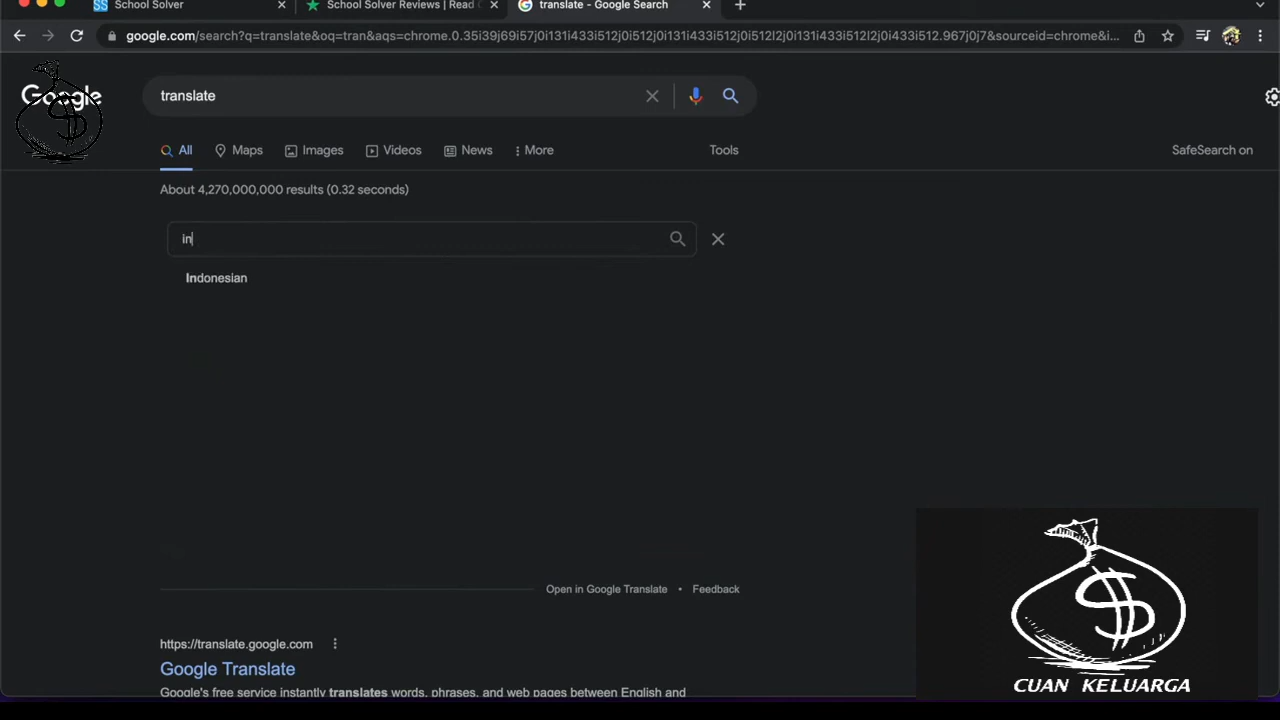 School Solver
School Solver Reviews | Read C
translate - Google Search
google.com/search?q=translate&oq=tran&aqs=chrome.0.35i39j69i57j0i131i433i512j0i512j0i131i433i512j0i512l2j0i131i433i512l2j0i433i512.967j0j7&sourceid=chrome&i...
Google
translate
All
Maps
Images
Videos
News
More
Tools
SafeSearch on
About 4,270,000,000 results (0.32 seconds)
in
Indonesian
Open in Google Translate • Feedback
https://translate.google.com
Google Translate
Google's free service instantly translates words, phrases, and web pages between English and
CUAN KELUARGA